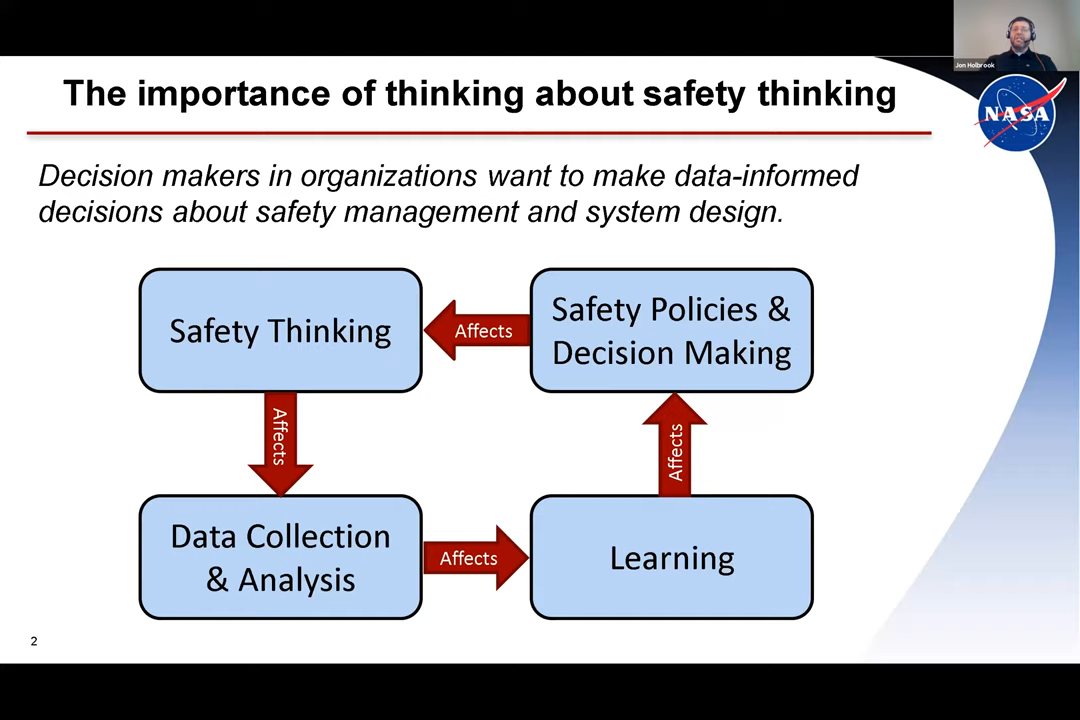 Jon Holbrook
The importance of thinking about safety thinking
NASA
Decision makers in organizations want to make data-informed
decisions about safety management and system design.
Safety Thinking
Affects
Safety Policies &
Decision Making
Affects
Affects
Data Collection
& Analysis
Affects
Learning
2